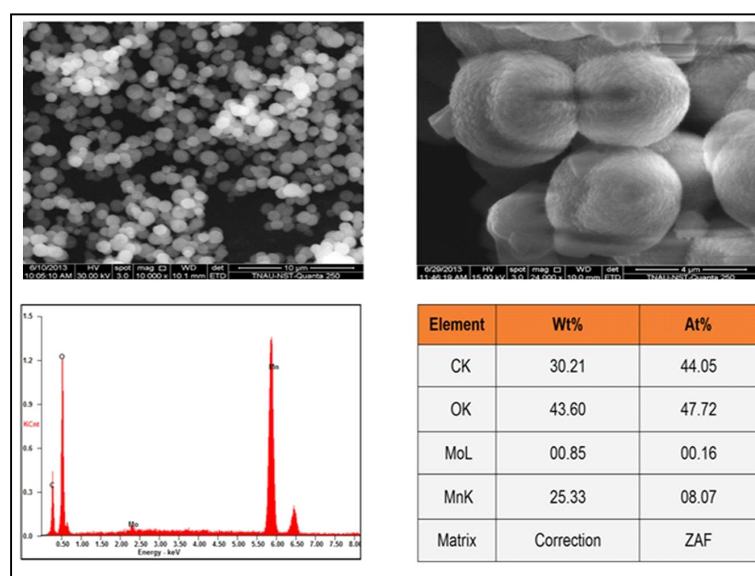 6/10/2013 HV spot mag □ WD det 10 µm
10:05:10 AM 30.00 kV 3.0 10 000 x 10.1 mm ETD TNAU-NST-Quanta 250
6/29/2013 HV spot mag □ WD det 4 µm
11:46:19 AM 15.00 kV 3.0 24 000 x 10.0 mm ETD TNAU-NST-Quanta 250
1.5
1.2
0.9
KCnt
0.6
0.3
0.0
C
O
Mo
Mn
0.50 1.00 1.50 2.00 2.50 3.00 3.50 4.00 4.50 5.00 5.50 6.00 6.50 7.00 7.50 8.00
Energy - keV
Element Wt% At%
CK 30.21 44.05
OK 43.60 47.72
MoL 00.85 00.16
MnK 25.33 08.07
Matrix Correction ZAF